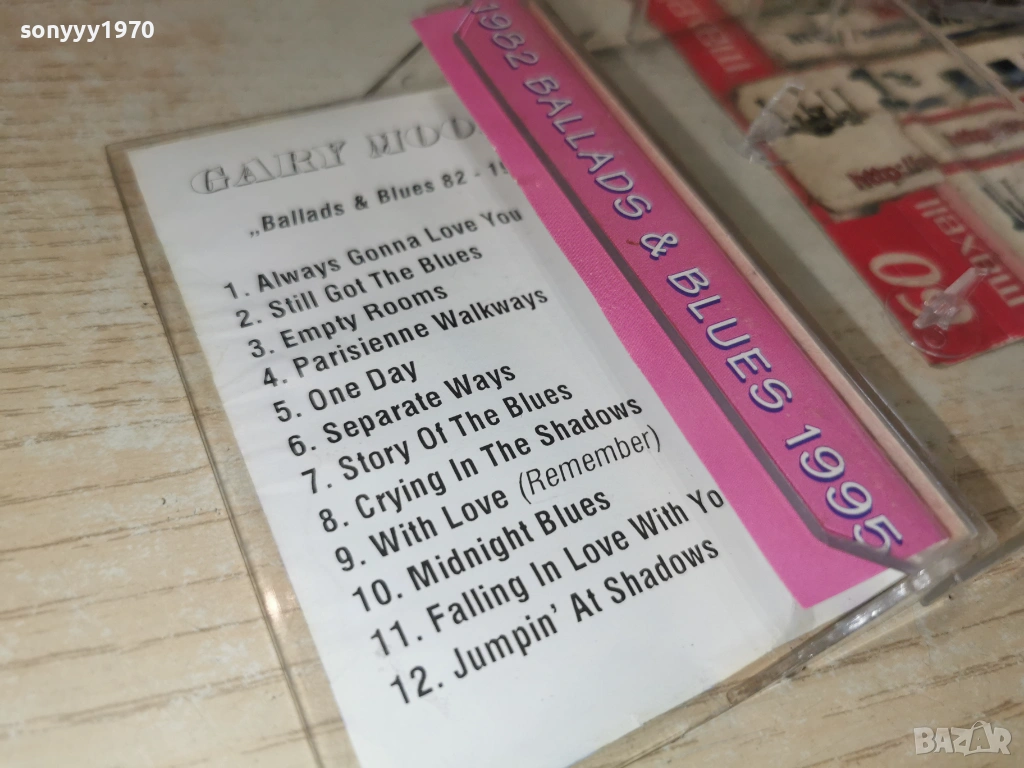 sonyyy1970
GARY MOO
„Ballads & Blues 82 - 19
1. Always Gonna Love You
2. Still Got The Blues
3. Empty Rooms
4. Parisienne Walkways
5. One Day
6. Separate Ways
7. Story Of The Blues
8. Crying In The Shadows
9. With Love (Remember)
10. Midnight Blues
11. Falling In Love With Yo
12. Jumpin' At Shadows
1982 BALLADS & BLUES 1995
maxell
BAZAR